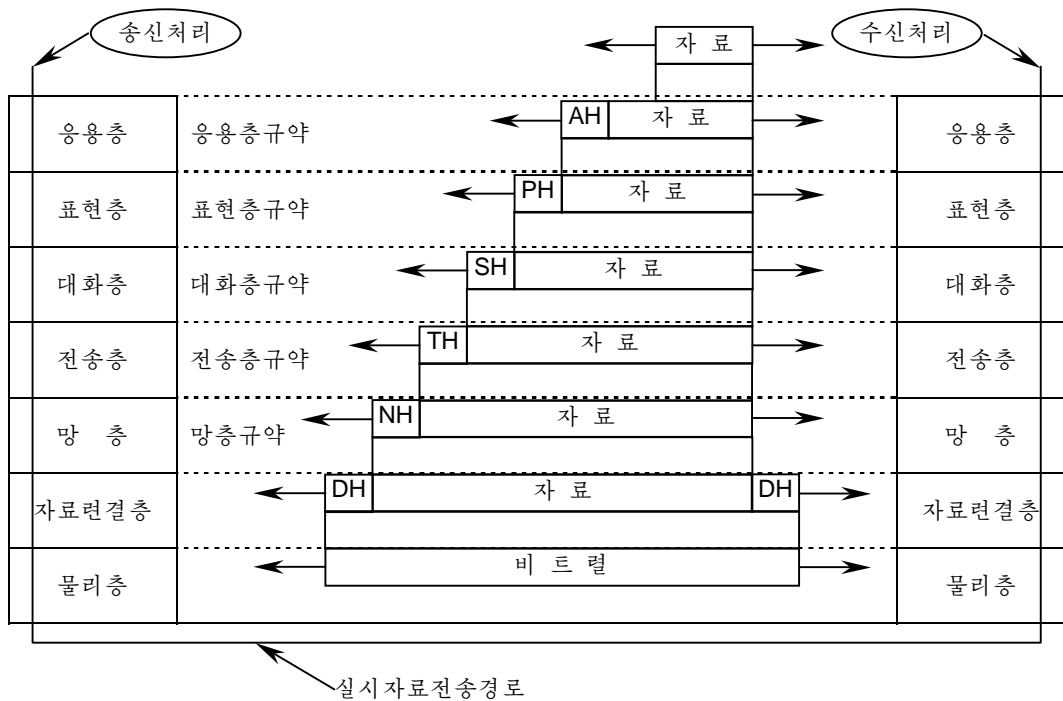 송신처리 자 료 수신처리
응용층 응용층규약 AH 자 료 응용층
표현층 표현층규약 PH 자 료 표현층
대화층 대화층규약 SH 자 료 대화층
전송층 전송층규약 TH 자 료 전송층
망 층 망층규약 NH 자 료 망 층
자료련결층 DH 자 료 DH 자료련결층
물리층 비 트 렬 물리층
실시자료전송경로